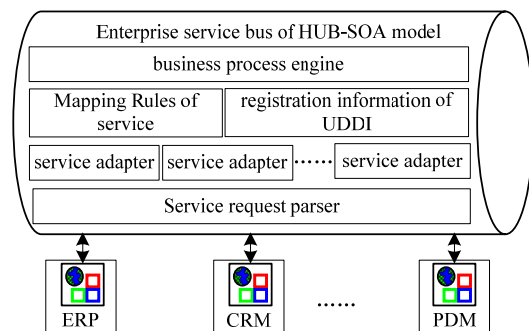 Enterprise service bus of HUB-SOA model
business process engine
Mapping Rules of
service
registration information of
UDDI
service adapter
service adapter
......
service adapter
Service request parser
ERP
CRM
......
PDM